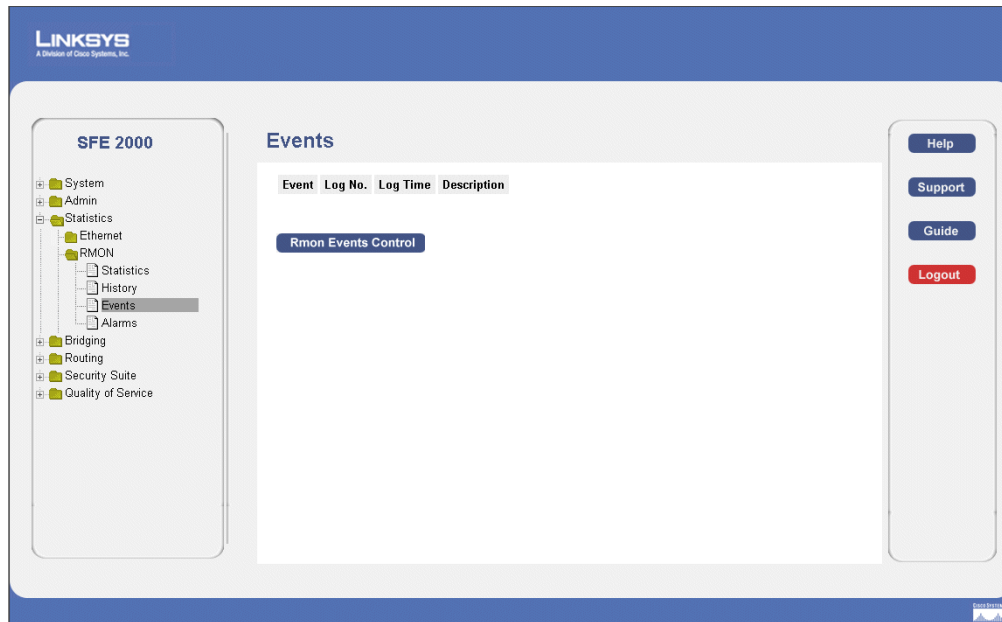 LINKSYS
A Division of Cisco Systems, Inc.
SFE 2000
System
Admin
Statistics
Ethernet
RMON
Statistics
History
Events
Alarms
Bridging
Routing
Security Suite
Quality of Service
Events
Event Log No. Log Time Description
Rmon Events Control
Help
Support
Guide
Logout